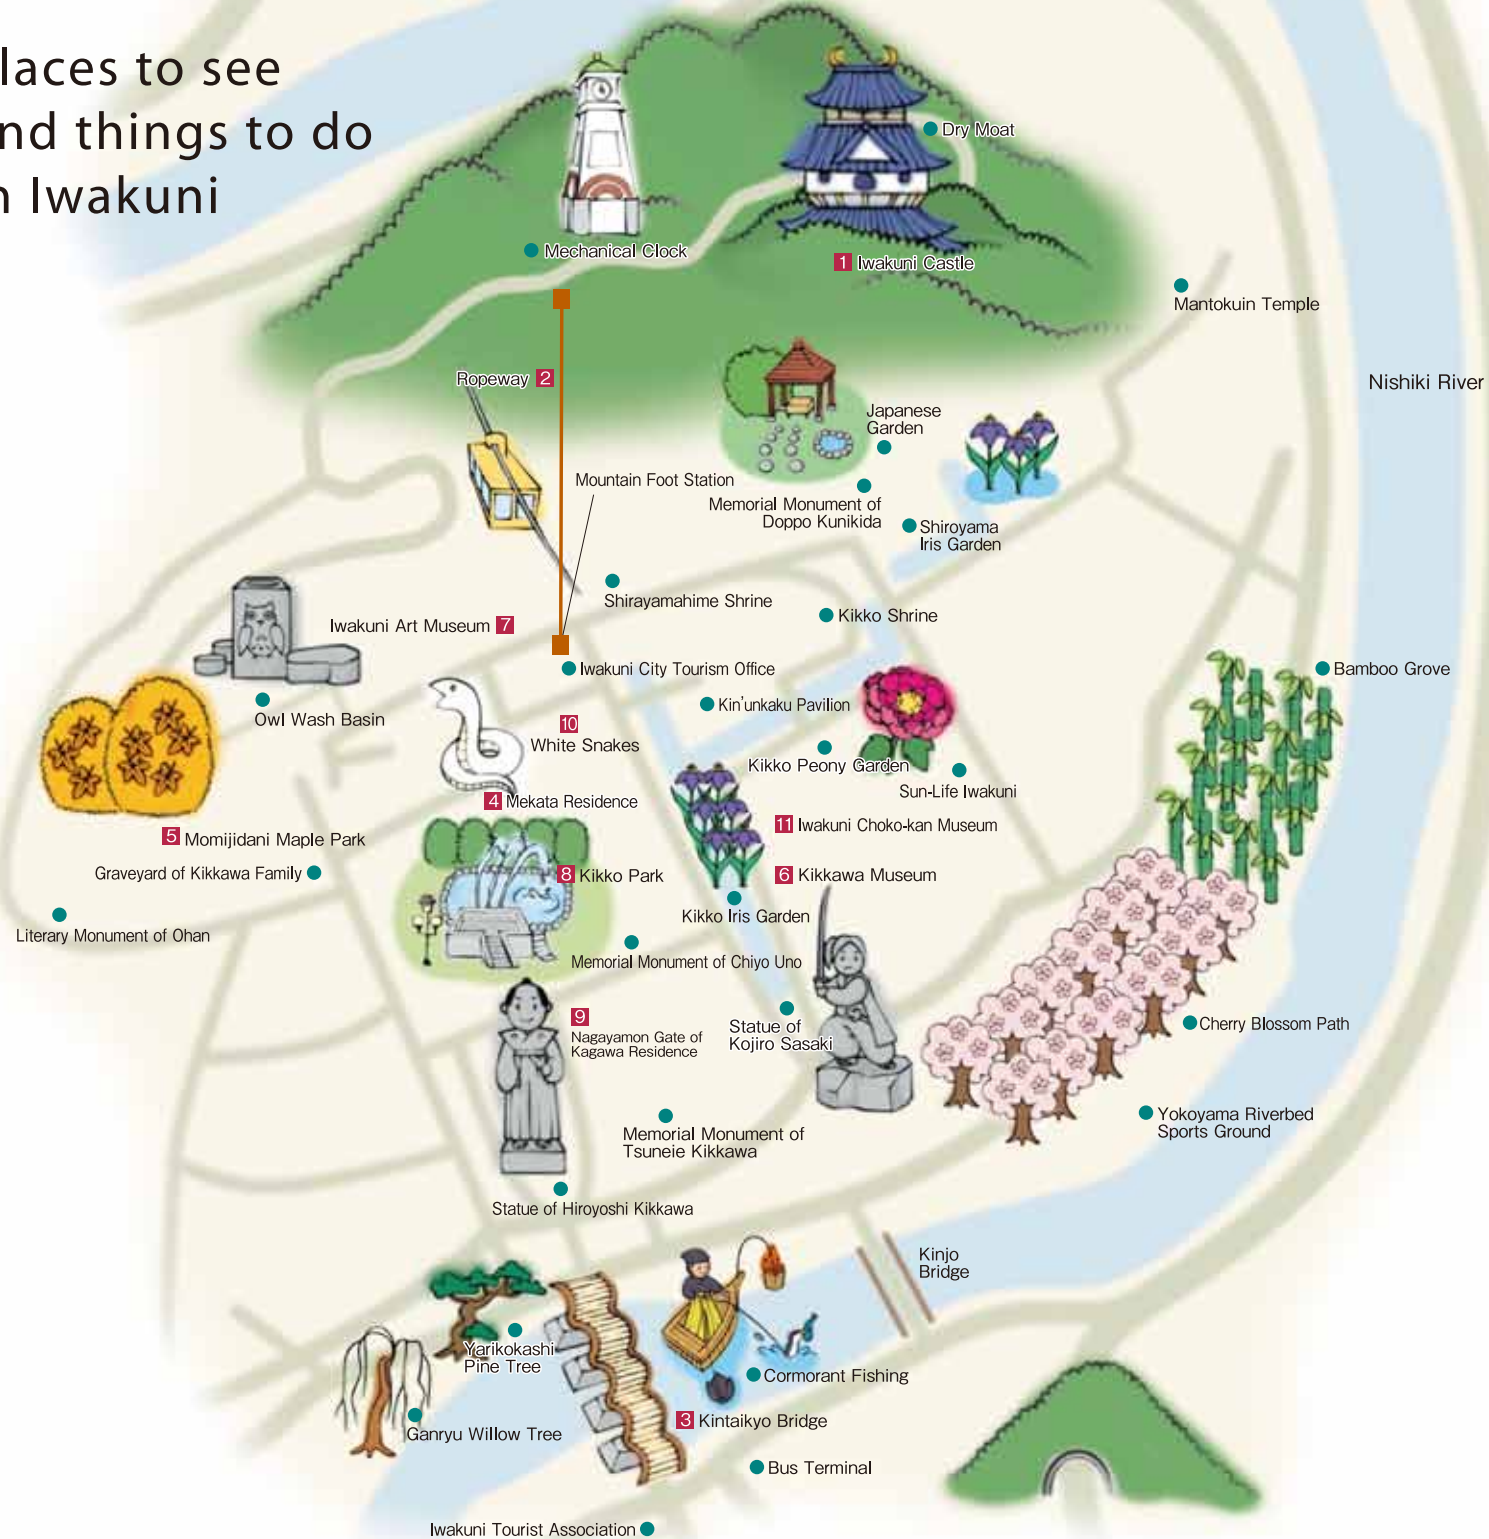 laces to see
nd things to do
n Iwakuni
Dry Moat
Mechanical Clock
1 Iwakuni Castle
Mantokuin Temple
Nishiki River
Ropeway 2
Japanese
Garden
Mountain Foot Station
Memorial Monument of
Doppo Kunikida
Shiroyama
Iris Garden
Shirayamahime Shrine
Kikko Shrine
Iwakuni Art Museum 7
Iwakuni City Tourism Office
Bamboo Grove
Kin'unkaku Pavilion
Owl Wash Basin
10
White Snakes
Kikko Peony Garden
Sun-Life Iwakuni
4 Mekata Residence
11 Iwakuni Choko-kan Museum
5 Momijidani Maple Park
Graveyard of Kikkawa Family
8 Kikko Park
6 Kikkawa Museum
Kikko Iris Garden
Literary Monument of Ohan
Memorial Monument of Chiyo Uno
9
Nagayamon Gate of
Kagawa Residence
Statue of
Kojiro Sasaki
Cherry Blossom Path
Yokoyama Riverbed
Sports Ground
Memorial Monument of
Tsuneie Kikkawa
Statue of Hiroyoshi Kikkawa
Kinjo
Bridge
Yarikokashi
Pine Tree
Cormorant Fishing
3 Kintaikyo Bridge
Ganryu Willow Tree
Bus Terminal
Iwakuni Tourist Association